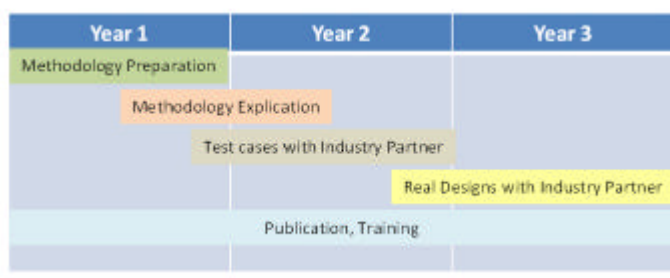 Year 1 Year 2 Year 3
Methodology Preparation
Methodology Explication
Test cases with Industry Partner
Real Designs with Industry Partner
Publication, Training